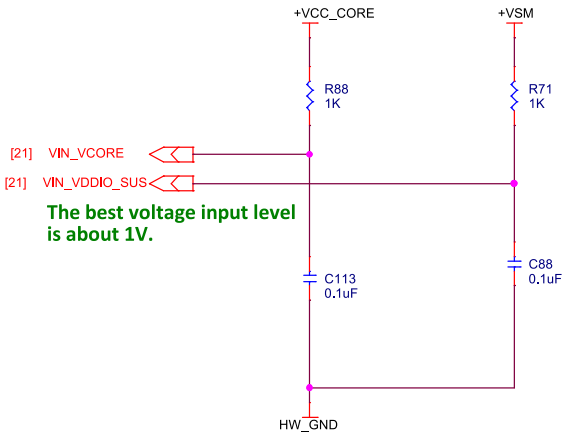 +VCC_CORE
+VSM
R88
1K
R71
1K
[21] VIN_VCORE
[21] VIN_VDDIO_SUS
The best voltage input level
is about 1V.
C113
0.1uF
C88
0.1uF
HW_GND